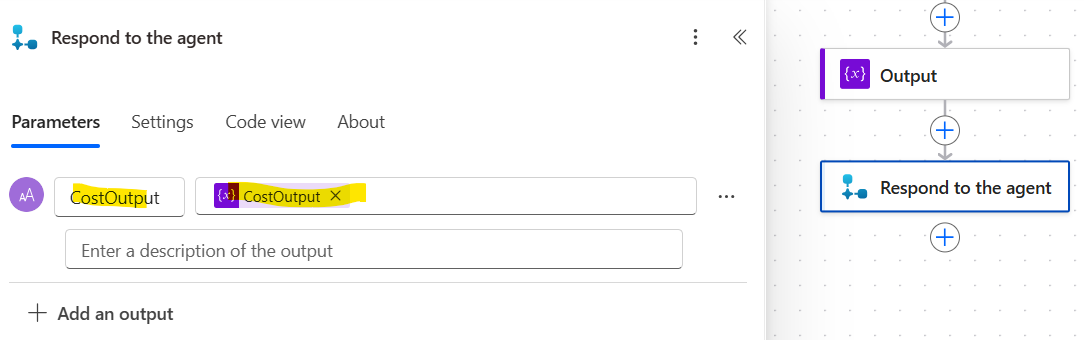 Respond to the agent
Parameters Settings Code view About
AA CostOutput {x} CostOutput ×
Enter a description of the output
+ Add an output
{x} Output
Respond to the agent